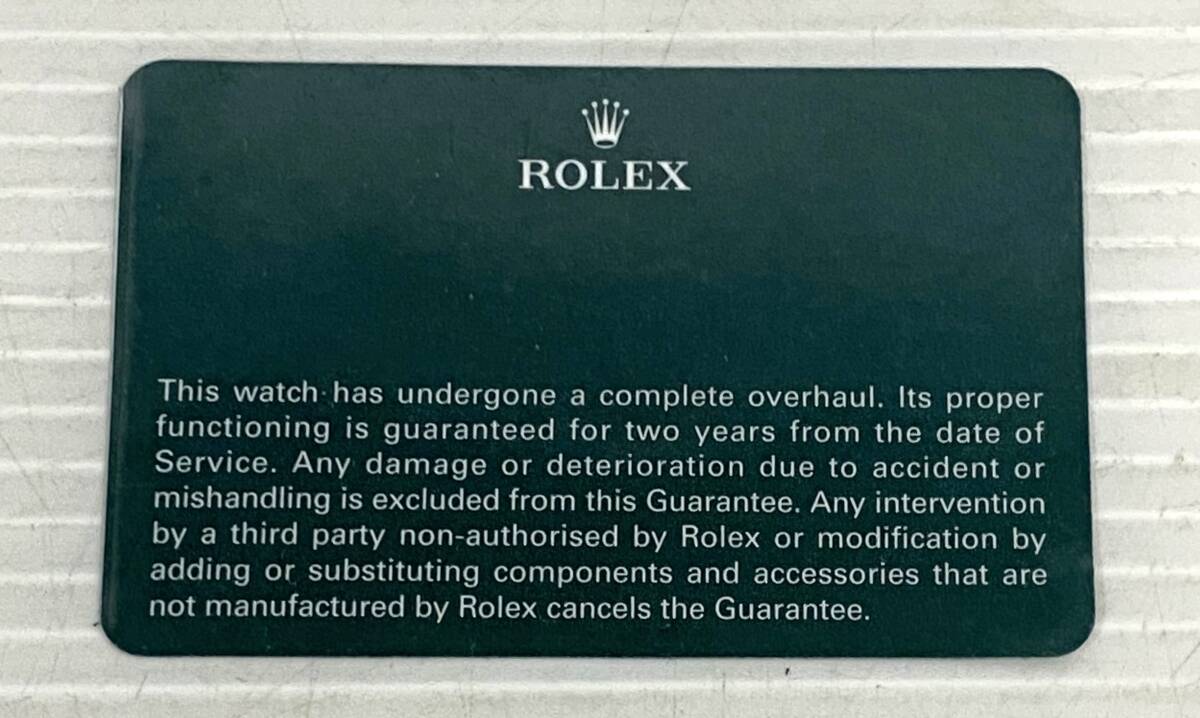 ROLEX
This watch has undergone a complete overhaul. Its proper
functioning is guaranteed for two years from the date of
Service. Any damage or deterioration due to accident or
mishandling is excluded from this Guarantee. Any intervention
by a third party non-authorised by Rolex or modification by
adding or substituting components and accessories that are
not manufactured by Rolex cancels the Guarantee.